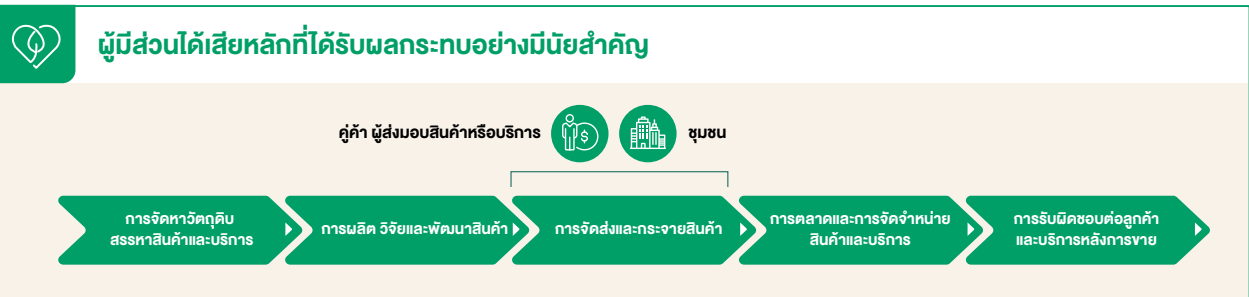 ผู้มีส่วนได้เสียหลักที่ได้รับผลกระทบอย่างมีนัยสำคัญ
คู่ค้า ผู้ส่งมอบสินค้าหรือบริการ
$
ชุมชน
การจัดหาวัตถุดิบ
สรรหาสินค้าและบริการ
การผลิต วิจัยและพัฒนาสินค้า
การจัดส่งและกระจายสินค้า
การตลาดและการจัดจำหน่าย
สินค้าและบริการ
การรับผิดชอบต่อลูกค้า
และบริการหลังการขาย